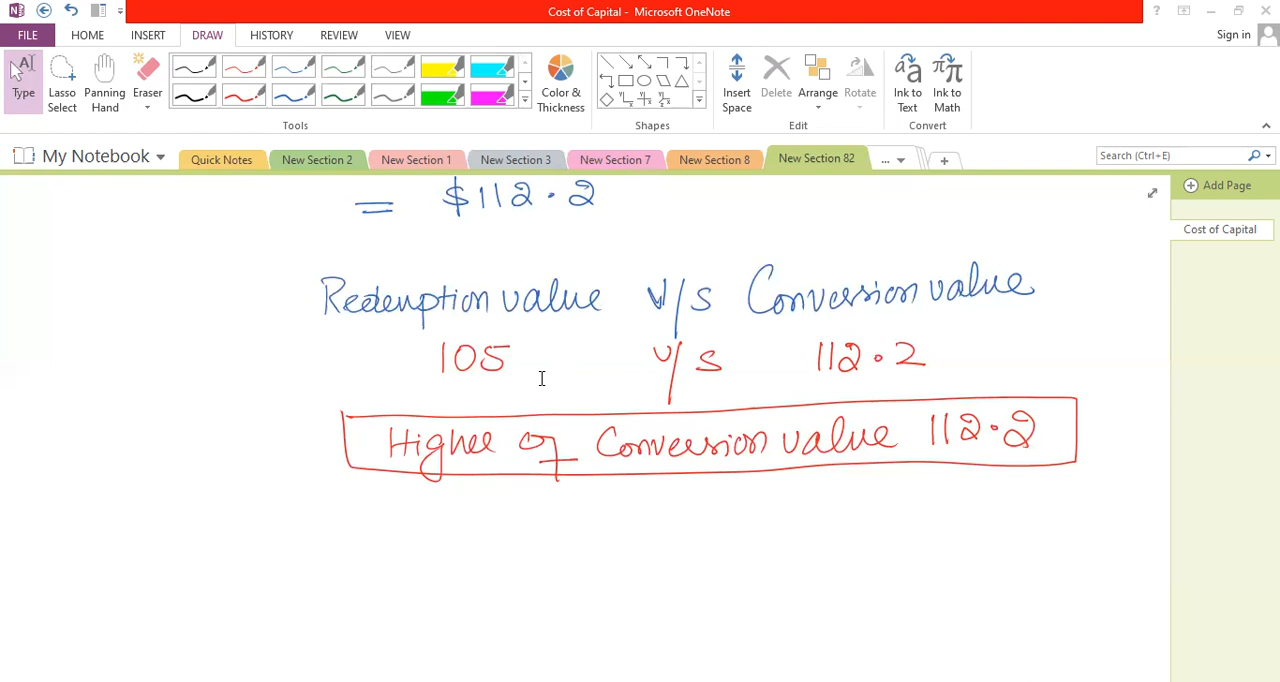 Cost of Capital - Microsoft OneNote
Sign in
FILE HOME INSERT DRAW HISTORY REVIEW VIEW
Type
Lasso Select
Panning Hand
Eraser
Color & Thickness
Insert Space
Delete
Arrange
Rotate
Ink to Text
Ink to Math
Tools Shapes Edit Convert
My Notebook Quick Notes New Section 2 New Section 1 New Section 3 New Section 7 New Section 8 New Section 82 ... + Search (Ctrl+E)
Add Page
Cost of Capital
= $112.2
Redemption value v/s Conversion value
105 v/s 112.2
Higher of Conversion value 112.2